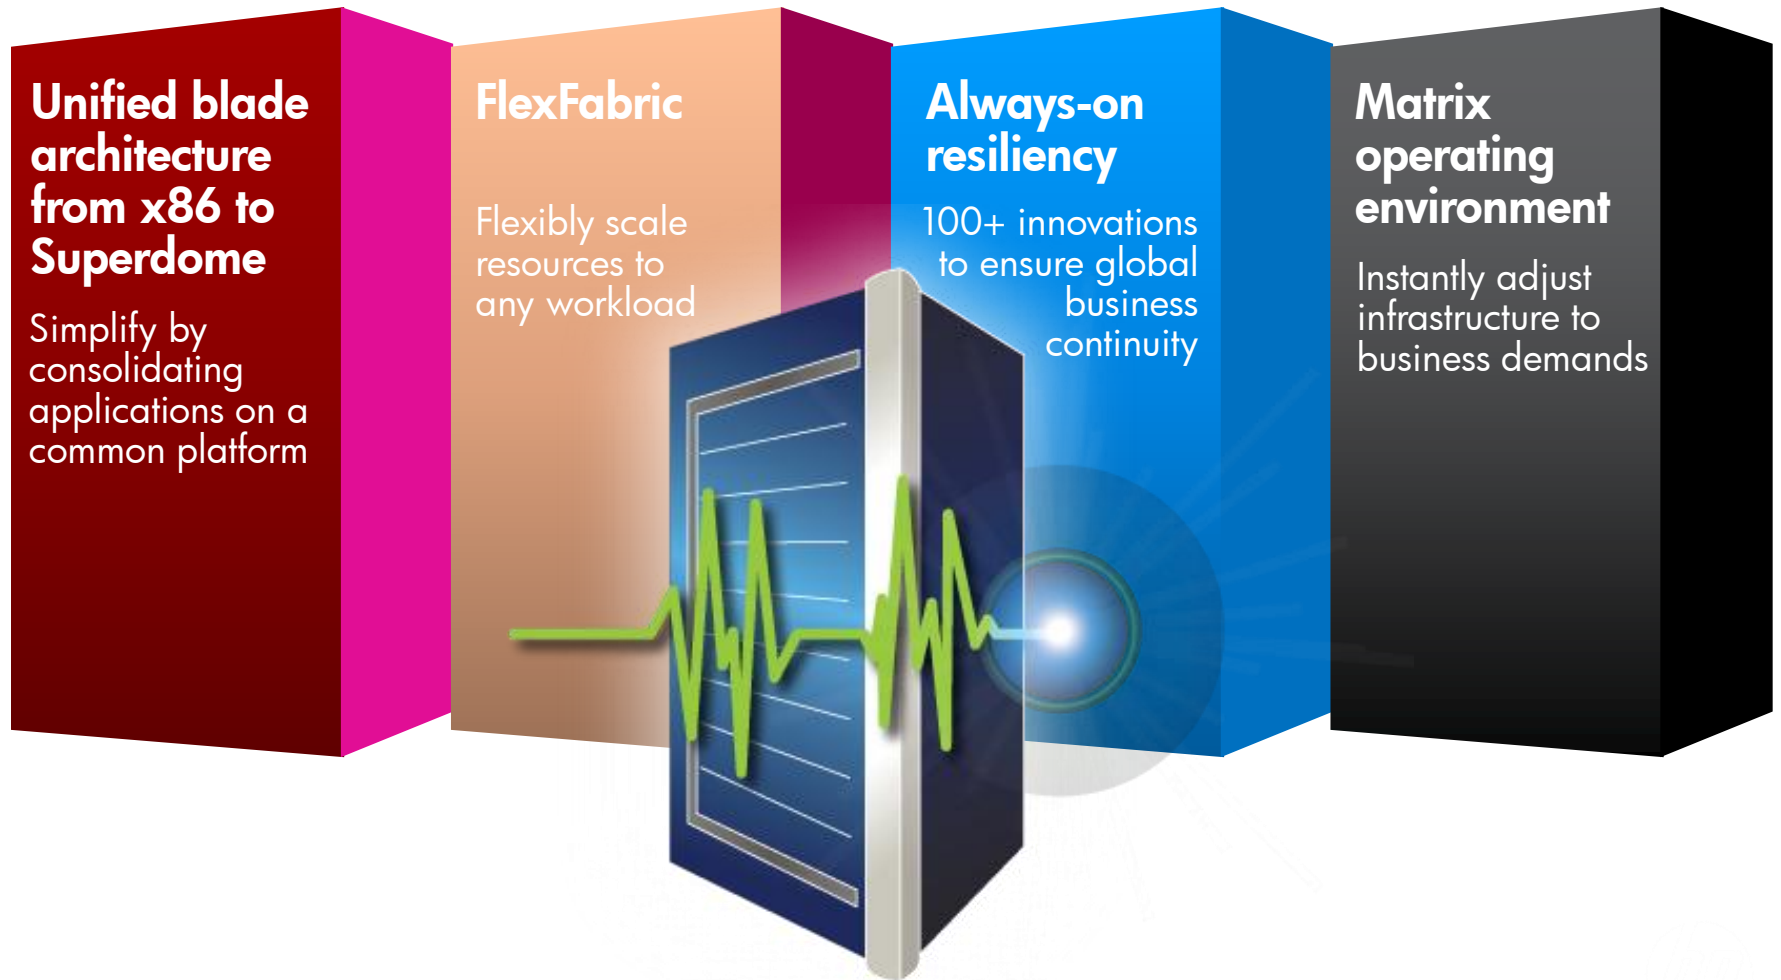 Unified blade
architecture
from x86 to
Superdome
Simplify by
consolidating
applications on a
common platform
FlexFabric
Flexibly scale
resources to
any workload
Always-on
resiliency
100+ innovations
to ensure global
business
continuity
Matrix
operating
environment
Instantly adjust
infrastructure to
business demands